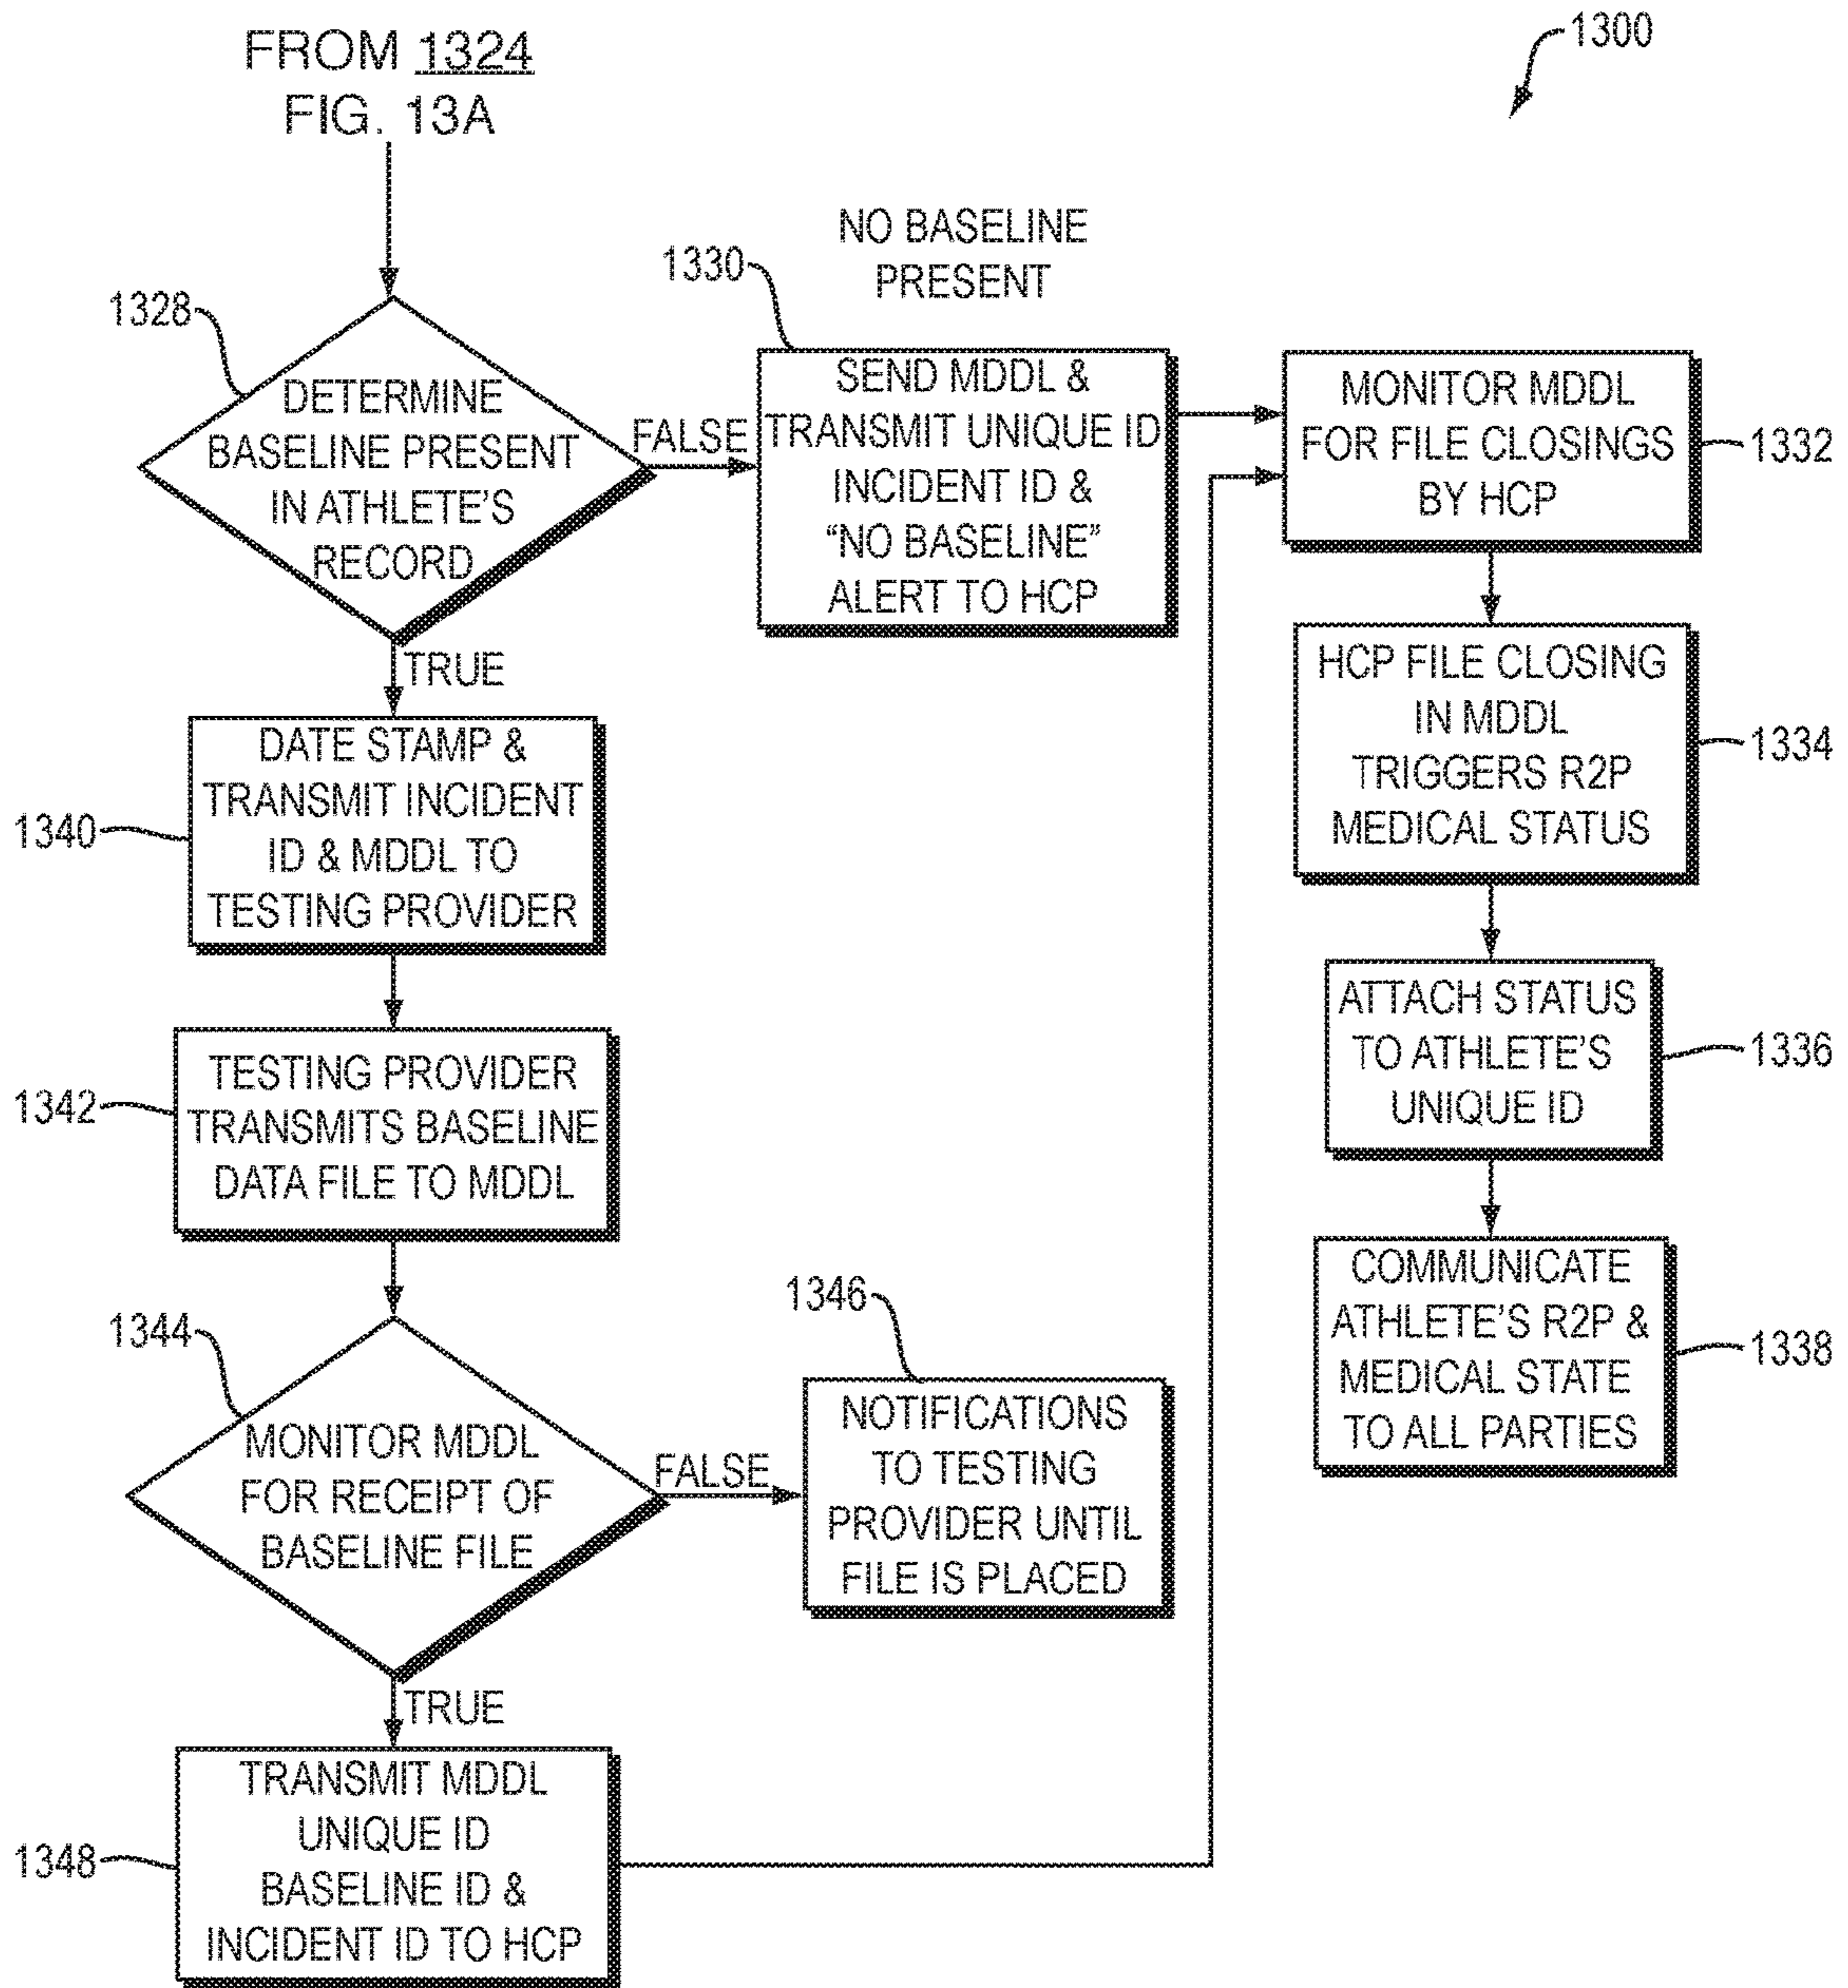 FROM 1324
FIG. 13A
1300
1328
DETERMINE
BASELINE PRESENT
IN ATHLETE'S
RECORD
FALSE
TRUE
NO BASELINE
PRESENT
1330
SEND MDDL &
TRANSMIT UNIQUE ID
INCIDENT ID &
“NO BASELINE”
ALERT TO HCP
MONITOR MDDL
FOR FILE CLOSINGS
BY HCP
1332
HCP FILE CLOSING
IN MDDL
TRIGGERS R2P
MEDICAL STATUS
1334
ATTACH STATUS
TO ATHLETE'S
UNIQUE ID
1336
COMMUNICATE
ATHLETE'S R2P &
MEDICAL STATE
TO ALL PARTIES
1338
1340
DATE STAMP &
TRANSMIT INCIDENT
ID & MDDL TO
TESTING PROVIDER
1342
TESTING PROVIDER
TRANSMITS BASELINE
DATA FILE TO MDDL
1344
MONITOR MDDL
FOR RECEIPT OF
BASELINE FILE
FALSE
TRUE
1346
NOTIFICATIONS
TO TESTING
PROVIDER UNTIL
FILE IS PLACED
1348
TRANSMIT MDDL
UNIQUE ID
BASELINE ID &
INCIDENT ID TO HCP